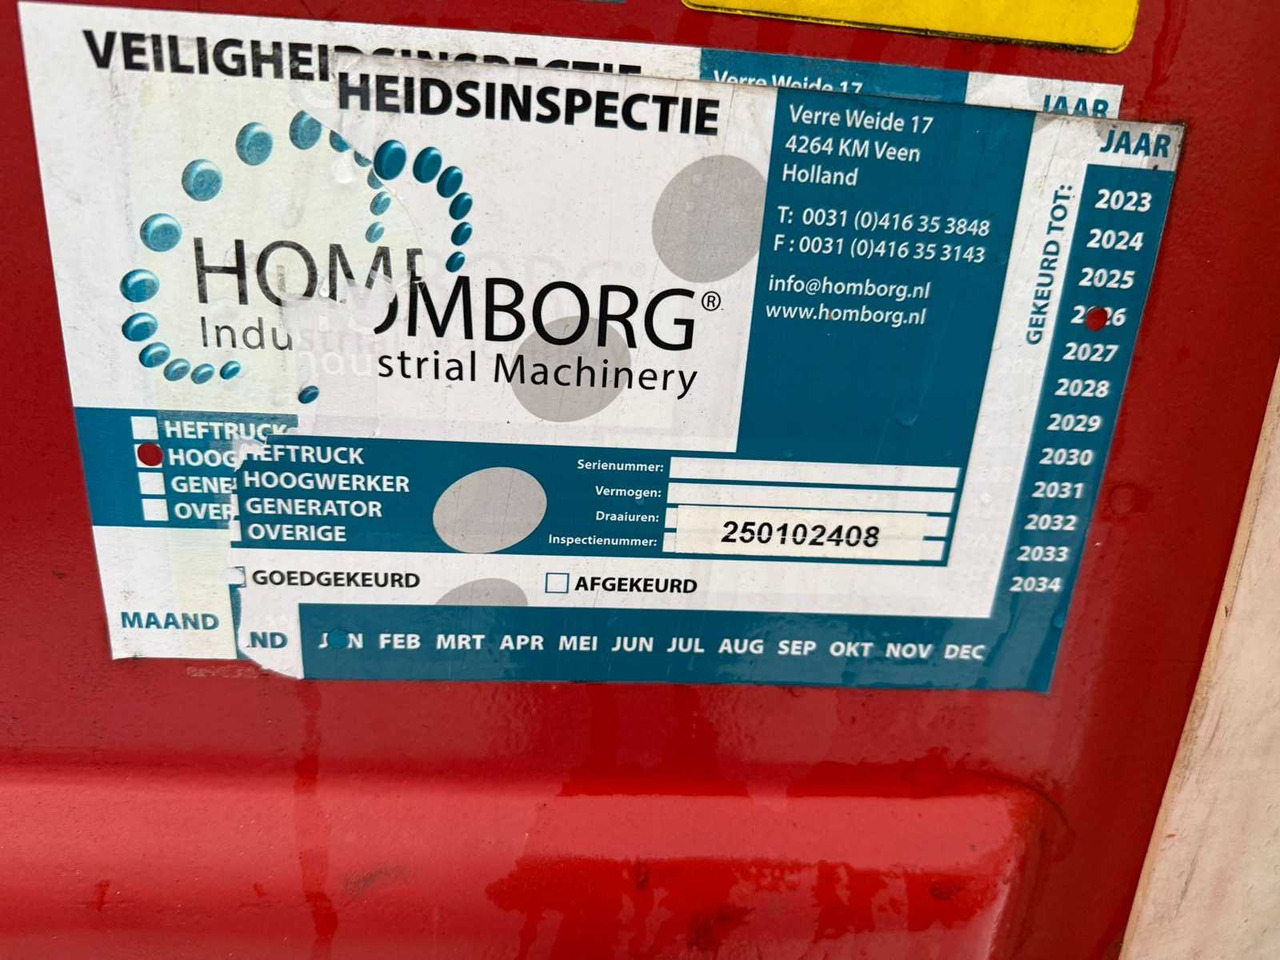 VEILIGHEI
HEIDSINSPECTIE
Verre Weide 17
JAAR
Verre Weide 17
4264 KM Veen
Holland
T: 0031 (0)416 35 3848
F: 0031 (0)416 35 3143
info@homborg.nl
www.homborg.nl
JAAR
GEKEURD TOT:
2023
2024
2025
2 26
2027
2028
2029
2030
2031
2032
2033
2034
HOM
OMBORG®
Indu
strial Machinery
HEFTRUCK
HOOG
GENE
OVER
HEFTRUCK
HOOGWERKER
GENERATOR
OVERIGE
Serienummer:
Vermogen:
Draaiuren:
Inspectienummer:
250102408
GOEDGEKEURD
AFGEKEURD
MAAND
ND
J N FEB MRT APR MEI JUN JUL AUG SEP OKT NOV DEC